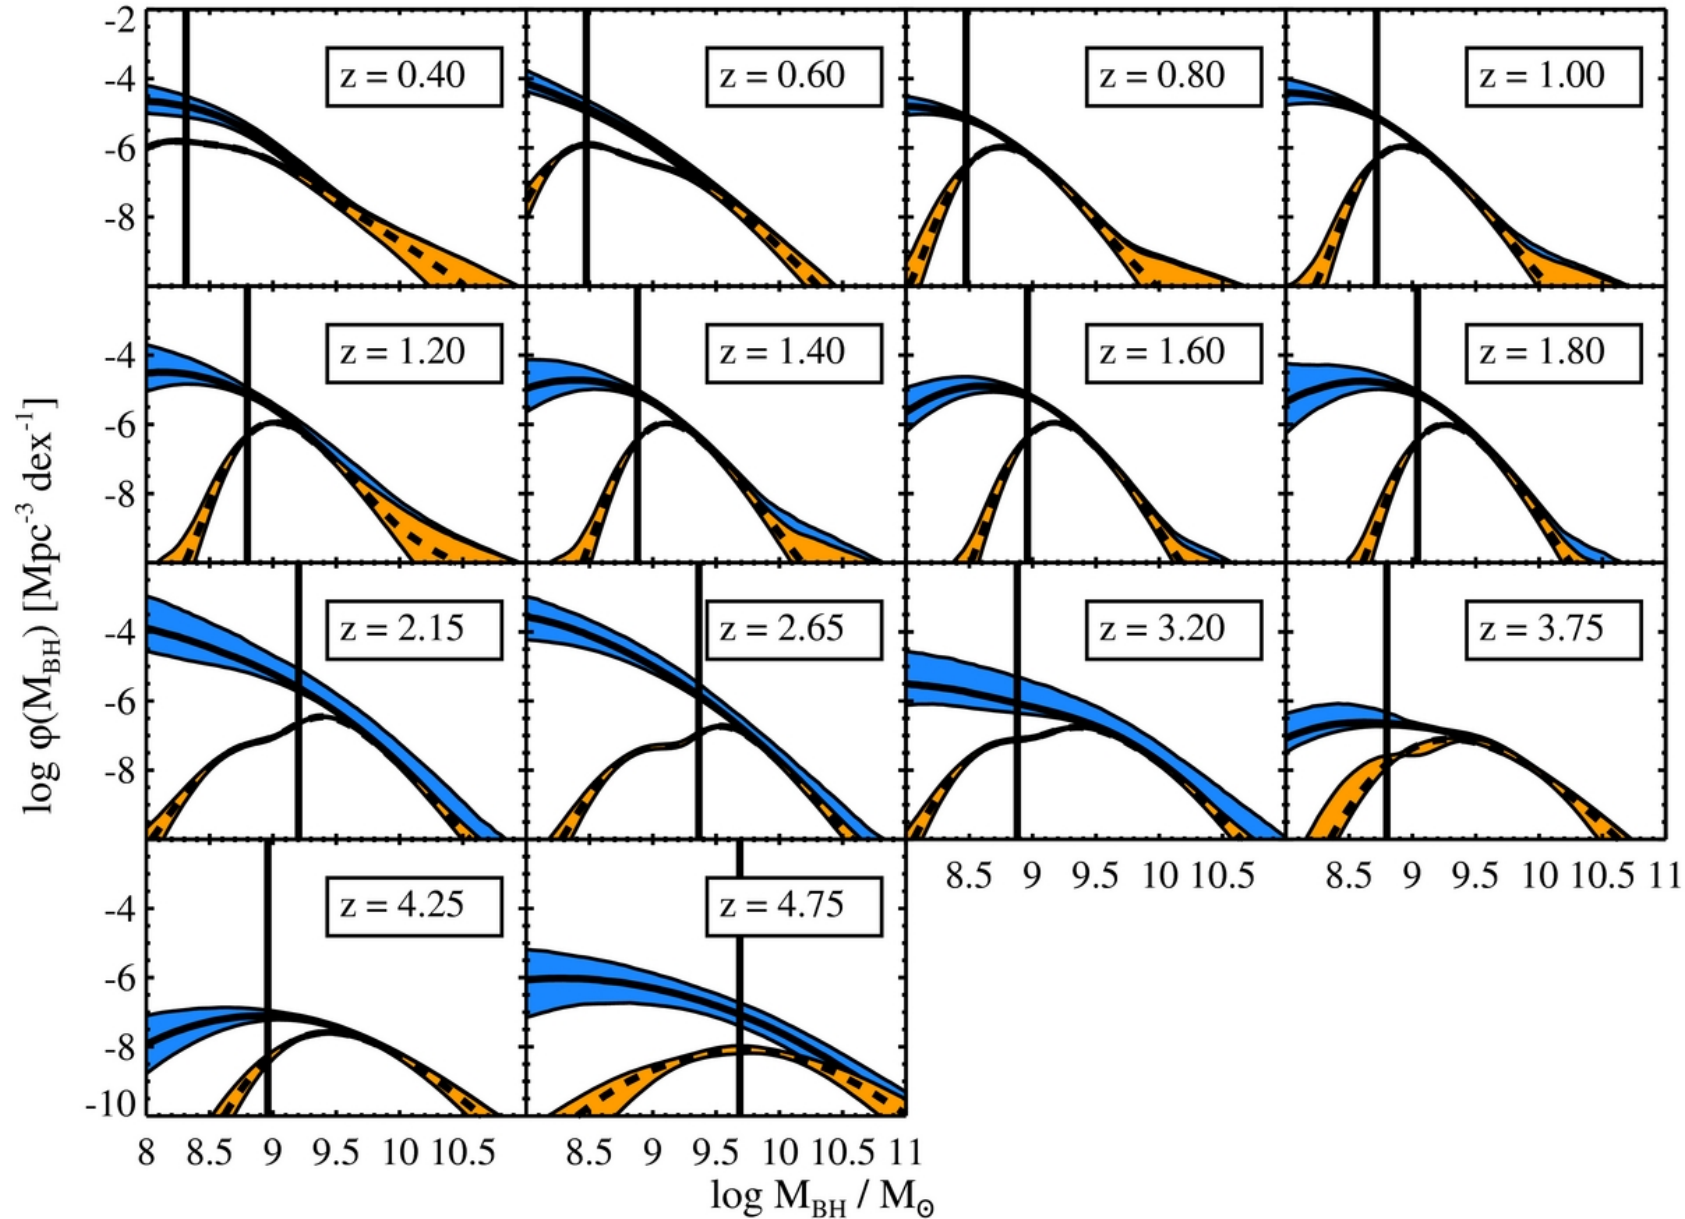 -2
-4
-6
-8
z = 0.40
z = 0.60
z = 0.80
z = 1.00
-4
-6
-8
z = 1.20
z = 1.40
z = 1.60
z = 1.80
-4
-6
-8
z = 2.15
z = 2.65
z = 3.20
z = 3.75
8.5 9 9.5 10 10.5
8.5 9 9.5 10 10.5 11
-4
-6
-8
-10
z = 4.25
z = 4.75
8 8.5 9 9.5 10 10.5
8.5 9 9.5 10 10.5 11
log M_BH / M_⊙
log φ(M_BH) [Mpc⁻³ dex⁻¹]